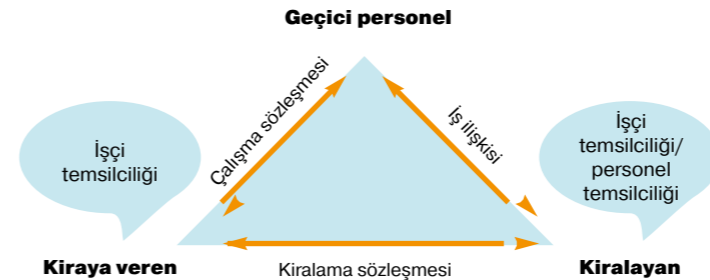 Geçici personel
Çalışma sözleşmesi
İş ilişkisi
İşçi
temsilciliği
İşçi
temsilciliği/
personel
temsilciliği
Kiraya veren
Kiralama sözleşmesi
Kiralayan